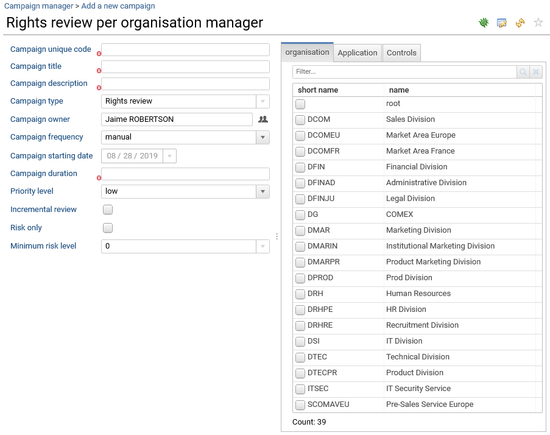 Campaign manager > Add a new campaign
Rights review per organisation manager
Campaign unique code
Campaign title
Campaign description
Campaign type Rights review
Campaign owner Jaime ROBERTSON
Campaign frequency manual
Campaign starting date 08 / 28 / 2019
Campaign duration
Priority level low
Incremental review
Risk only
Minimum risk level 0
organisation Application Controls
Filter...
short name name
root
DCOM Sales Division
DCOMEU Market Area Europe
DCOMFR Market Area France
DFIN Financial Division
DFINAD Administrative Division
DFINJU Legal Division
DG COMEX
DMAR Marketing Division
DMARIN Institutional Marketing Division
DMARPR Product Marketing Division
DPROD Prod Division
DRH Human Resources
DRHPE HR Division
DRHRE Recruitment Division
DSI IT Division
DTEC Technical Division
DTECPR Product Division
ITSEC IT Security Service
SCOMAVEU Pre-Sales Service Europe
Count: 39